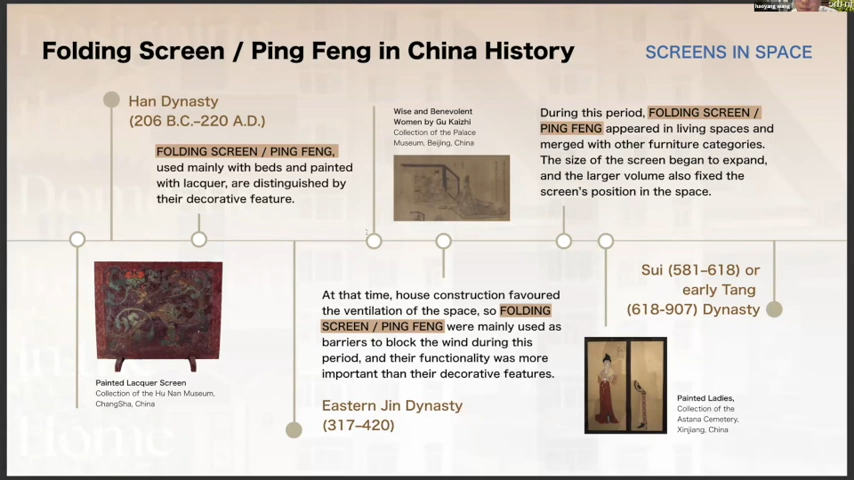 haoyang wang
Folding Screen / Ping Feng in China History
SCREENS IN SPACE
Han Dynasty
(206 B.C.–220 A.D.)
FOLDING SCREEN / PING FENG,
used mainly with beds and painted
with lacquer, are distinguished by
their decorative feature.
Wise and Benevolent
Women by Gu Kaizhi
Collection of the Palace
Museum, Beijing, China
During this period, FOLDING SCREEN /
PING FENG appeared in living spaces and
merged with other furniture categories.
The size of the screen began to expand,
and the larger volume also fixed the
screen's position in the space.
Painted Lacquer Screen
Collection of the Hu Nan Museum,
ChangSha, China
At that time, house construction favoured
the ventilation of the space, so FOLDING
SCREEN / PING FENG were mainly used as
barriers to block the wind during this
period, and their functionality was more
important than their decorative features.
Eastern Jin Dynasty
(317–420)
Sui (581–618) or
early Tang
(618-907) Dynasty
Painted Ladies,
Collection of the
Astana Cemetery,
Xinjiang, China
Home